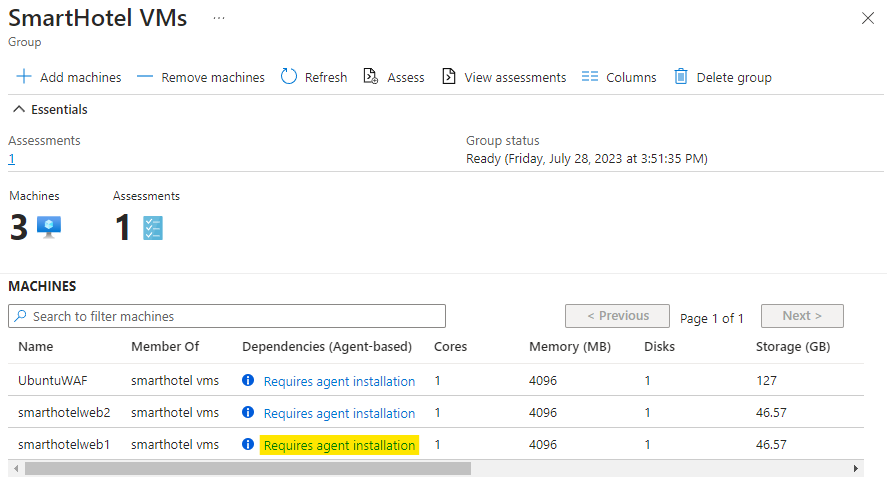 SmartHotel VMs ...
Group
Add machines Remove machines Refresh Assess View assessments Columns Delete group
Essentials
Assessments Group status
1 Ready (Friday, July 28, 2023 at 3:51:35 PM)
Machines Assessments
3 1
MACHINES
Search to filter machines < Previous Page 1 of 1 Next >
Name Member Of Dependencies (Agent-based) Cores Memory (MB) Disks Storage (GB)
UbuntuWAF smarthotel vms Requires agent installation 1 4096 1 127
smarthotelweb2 smarthotel vms Requires agent installation 1 4096 1 46.57
smarthotelweb1 smarthotel vms Requires agent installation 1 4096 1 46.57